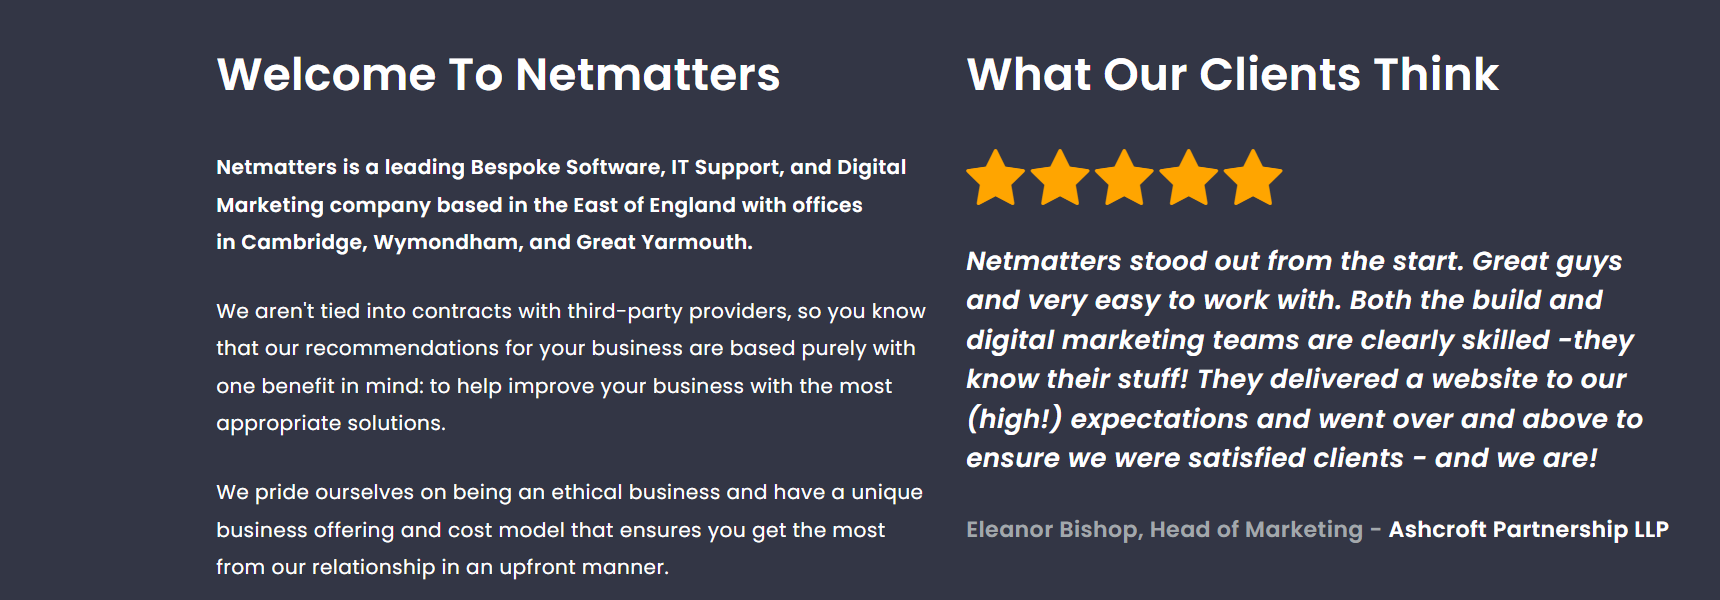 Welcome To Netmatters
Netmatters is a leading Bespoke Software, IT Support, and Digital
Marketing company based in the East of England with offices
in Cambridge, Wymondham, and Great Yarmouth.
We aren't tied into contracts with third-party providers, so you know
that our recommendations for your business are based purely with
one benefit in mind: to help improve your business with the most
appropriate solutions.
We pride ourselves on being an ethical business and have a unique
business offering and cost model that ensures you get the most
from our relationship in an upfront manner.
What Our Clients Think
Netmatters stood out from the start. Great guys
and very easy to work with. Both the build and
digital marketing teams are clearly skilled -they
know their stuff! They delivered a website to our
(high!) expectations and went over and above to
ensure we were satisfied clients - and we are!
Eleanor Bishop, Head of Marketing - Ashcroft Partnership LLP